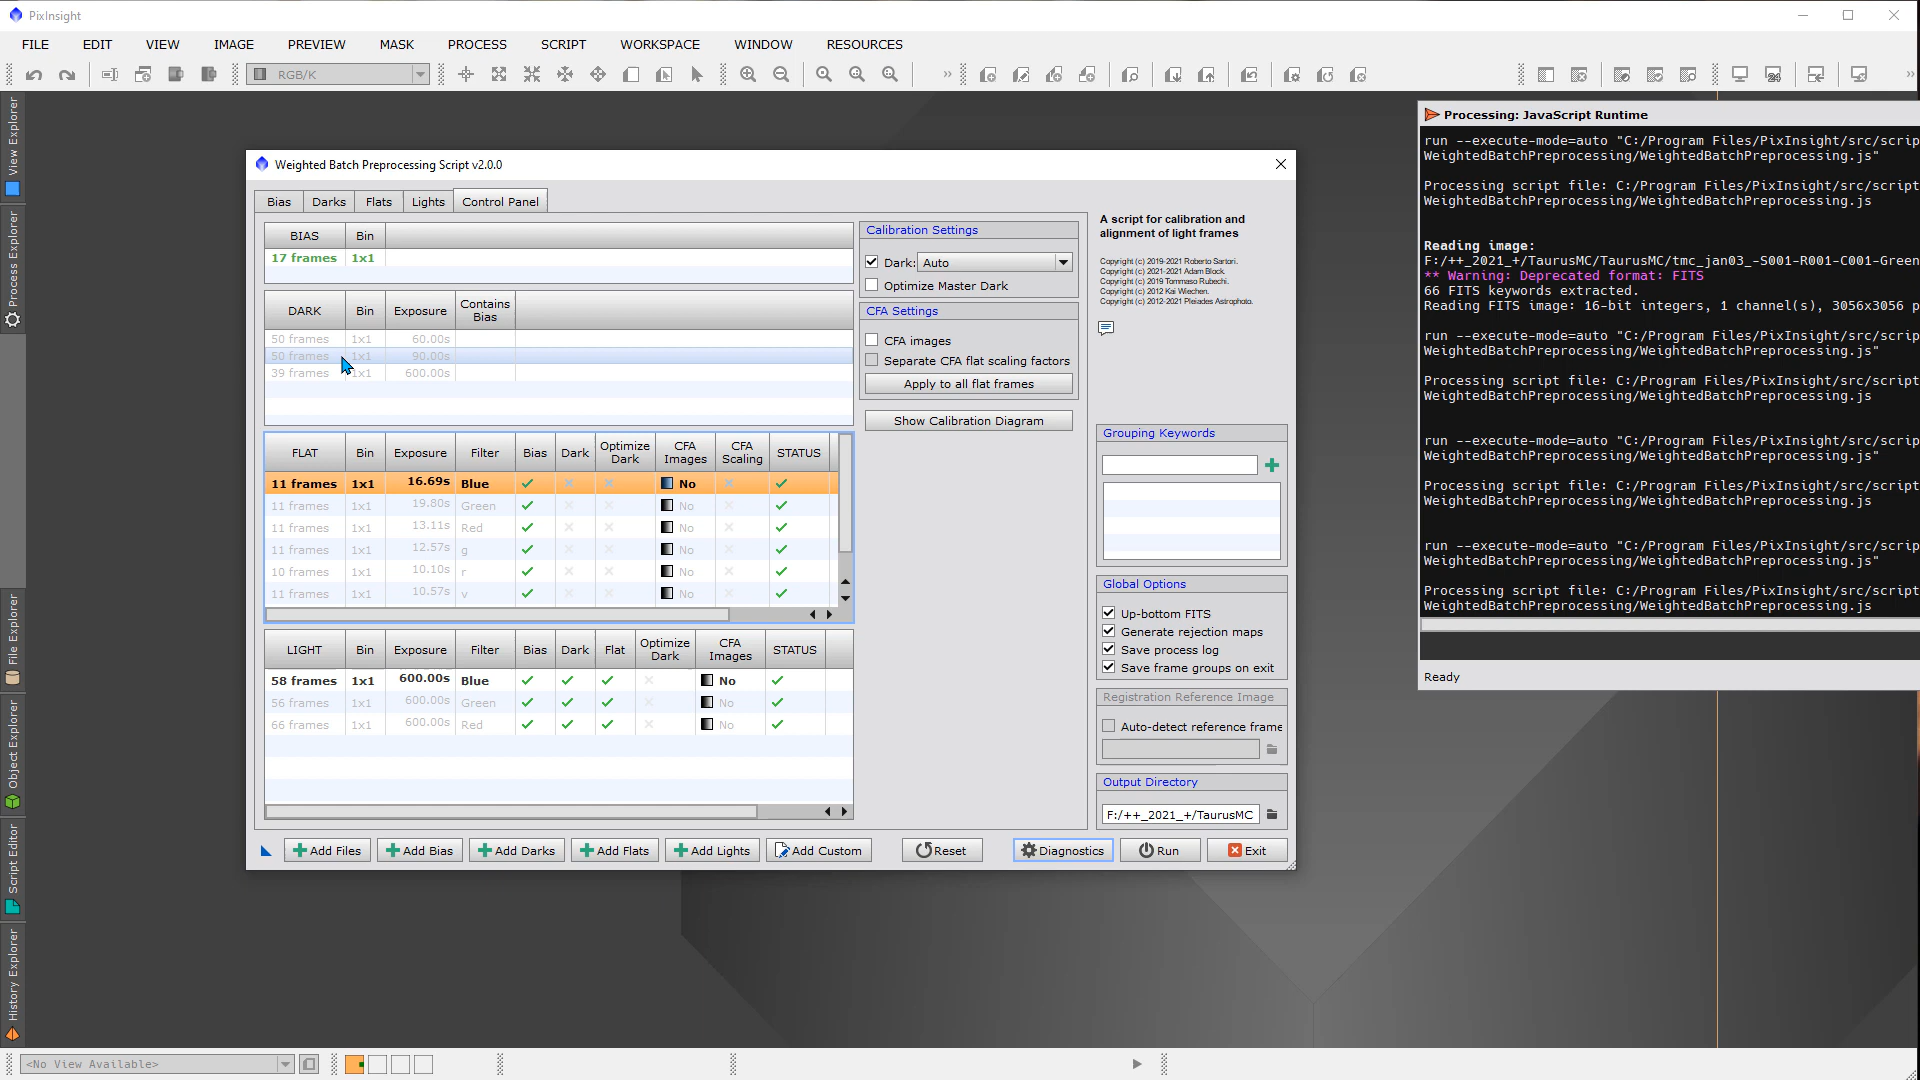 PixInsight
FILE EDIT VIEW IMAGE PREVIEW MASK PROCESS SCRIPT WORKSPACE WINDOW RESOURCES
RGB/K
View Explorer
Process Explorer
File Explorer
Object Explorer
Script Editor
History Explorer
Weighted Batch Preprocessing Script v2.0.0
Bias Darks Flats Lights Control Panel
BIAS Bin
17 frames 1x1
DARK Bin Exposure Contains Bias
50 frames 1x1 60.00s
50 frames 1x1 90.00s
39 frames 1x1 600.00s
FLAT Bin Exposure Filter Bias Dark Optimize Dark CFA Images CFA Scaling STATUS
11 frames 1x1 16.69s Blue No
11 frames 1x1 19.80s Green No
11 frames 1x1 13.11s Red No
11 frames 1x1 12.57s g No
10 frames 1x1 10.10s r No
11 frames 1x1 10.57s v No
LIGHT Bin Exposure Filter Bias Dark Flat Optimize Dark CFA Images STATUS
58 frames 1x1 600.00s Blue No
56 frames 1x1 600.00s Green No
66 frames 1x1 600.00s Red No
Calibration Settings
Dark: Auto
Optimize Master Dark
CFA Settings
CFA images
Separate CFA flat scaling factors
Apply to all flat frames
Show Calibration Diagram
A script for calibration and
alignment of light frames
Copyright (c) 2019-2021 Roberto Sartori.
Copyright (c) 2021-2021 Adam Block.
Copyright (c) 2019 Tommaso Rubechi.
Copyright (c) 2012 Kai Wiechen.
Copyright (c) 2012-2021 Pleiades Astrophoto.
Grouping Keywords
Global Options
Up-bottom FITS
Generate rejection maps
Save process log
Save frame groups on exit
Registration Reference Image
Auto-detect reference frame
Output Directory
F:/++_2021_+/TaurusMC
Add Files Add Bias Add Darks Add Flats Add Lights Add Custom Reset Diagnostics Run Exit
Processing: JavaScript Runtime
run --execute-mode=auto "C:/Program Files/PixInsight/src/scrip
WeightedBatchPreprocessing/WeightedBatchPreprocessing.js"
Processing script file: C:/Program Files/PixInsight/src/script
WeightedBatchPreprocessing/WeightedBatchPreprocessing.js
Reading image:
F:/++_2021_+/TaurusMC/TaurusMC/tmc_jan03_-S001-R001-C001-Green
** Warning: Deprecated format: FITS
66 FITS keywords extracted.
Reading FITS image: 16-bit integers, 1 channel(s), 3056x3056 p
run --execute-mode=auto "C:/Program Files/PixInsight/src/scrip
WeightedBatchPreprocessing/WeightedBatchPreprocessing.js"
Processing script file: C:/Program Files/PixInsight/src/script
WeightedBatchPreprocessing/WeightedBatchPreprocessing.js
run --execute-mode=auto "C:/Program Files/PixInsight/src/scrip
WeightedBatchPreprocessing/WeightedBatchPreprocessing.js"
Processing script file: C:/Program Files/PixInsight/src/script
WeightedBatchPreprocessing/WeightedBatchPreprocessing.js
run --execute-mode=auto "C:/Program Files/PixInsight/src/scrip
WeightedBatchPreprocessing/WeightedBatchPreprocessing.js"
Processing script file: C:/Program Files/PixInsight/src/script
WeightedBatchPreprocessing/WeightedBatchPreprocessing.js
Ready
<No View Available>